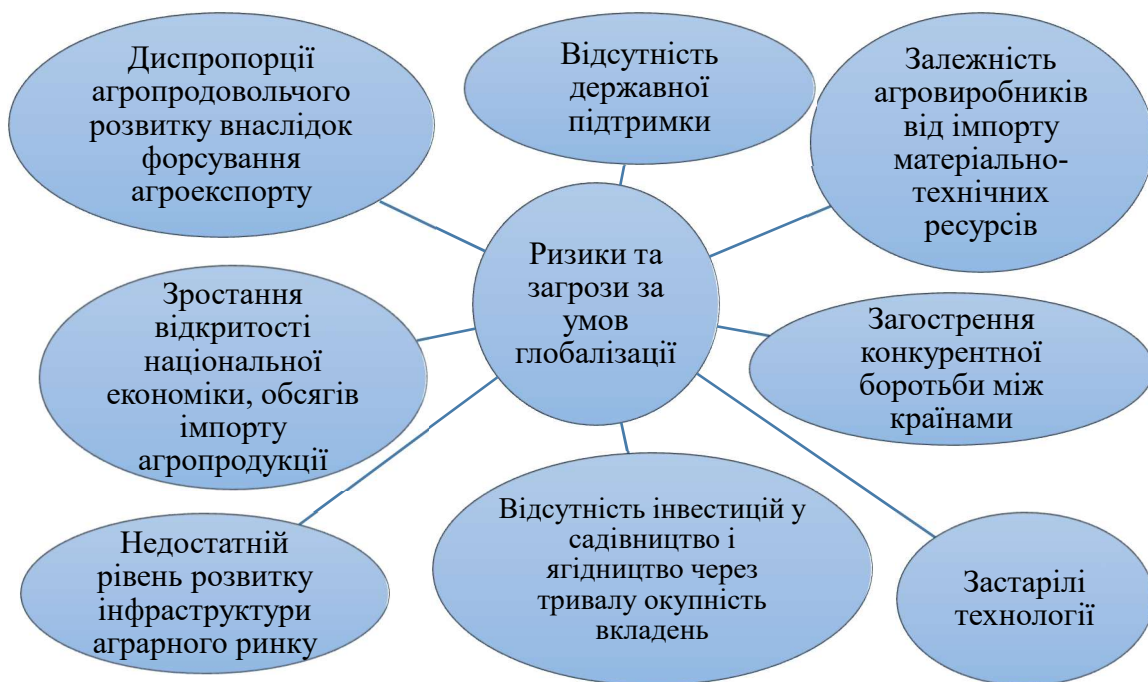 Диспропорції
агропродовольчого
розвитку внаслідок
форсування
агроекспорту
Відсутність
державної
підтримки
Залежність
агровиробників
від імпорту
матеріально-
технічних
ресурсів
Ризики та
загрози за
умов
глобалізації
Зростання
відкритості
національної
економіки, обсягів
імпорту
агропродукції
Загострення
конкурентної
боротьби між
країнами
Недостатній
рівень розвитку
інфраструктури
аграрного ринку
Відсутність інвестицій у
садівництво і
ягідництво через
тривалу окупність
вкладень
Застарілі
технології